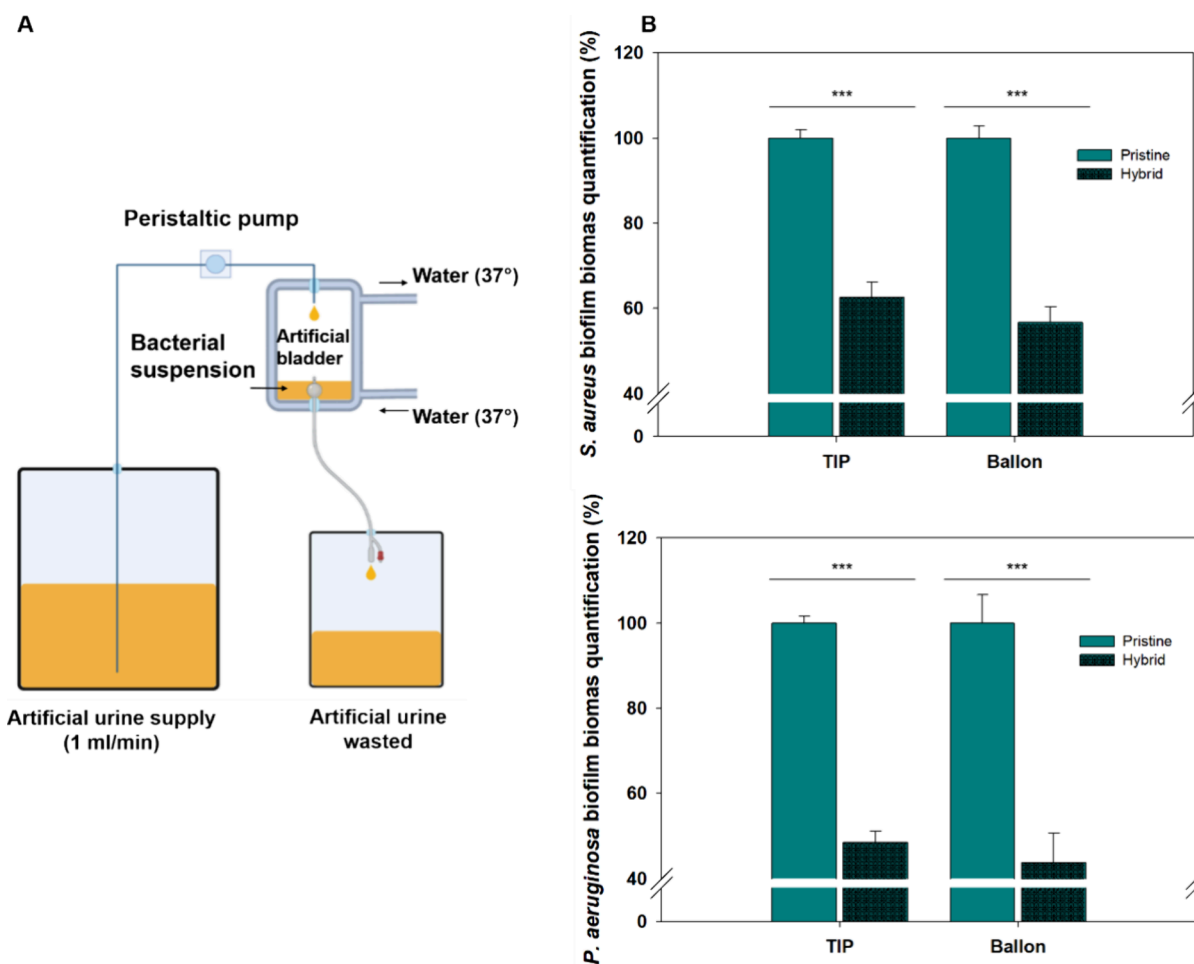 A
Peristaltic pump
Water (37°)
Bacterial
suspension
Artificial
bladder
Water (37°)
Artificial urine supply
(1 ml/min)
Artificial urine
wasted
B
S. aureus biofilm biomas quantification (%)
120
100
80
60
40
0
***
***
Pristine
Hybrid
TIP
Ballon
P. aeruginosa biofilm biomas quantification (%)
120
100
80
60
40
0
***
***
Pristine
Hybrid
TIP
Ballon